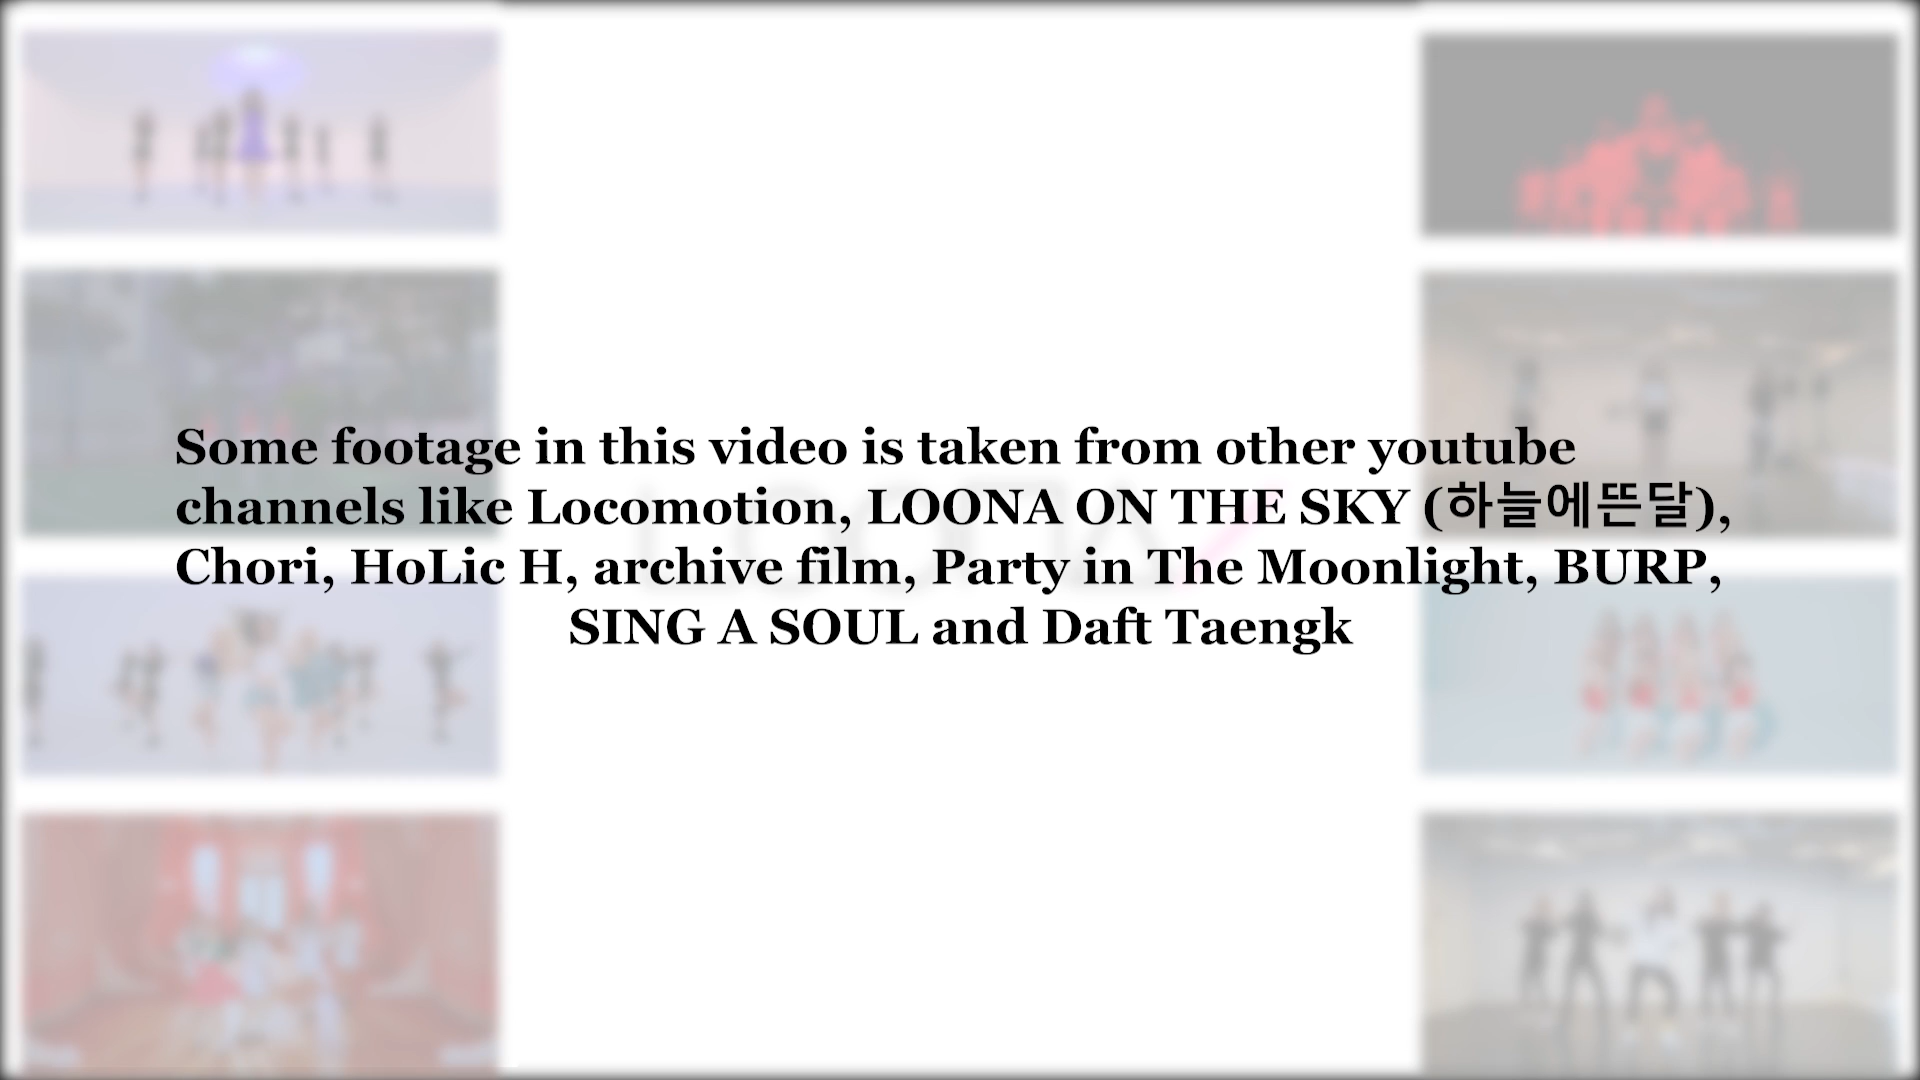 Some footage in this video is taken from other youtube
channels like Locomotion, LOONA ON THE SKY (하늘에뜬달),
Chori, HoLic H, archive film, Party in The Moonlight, BURP,
SING A SOUL and Daft Taengk